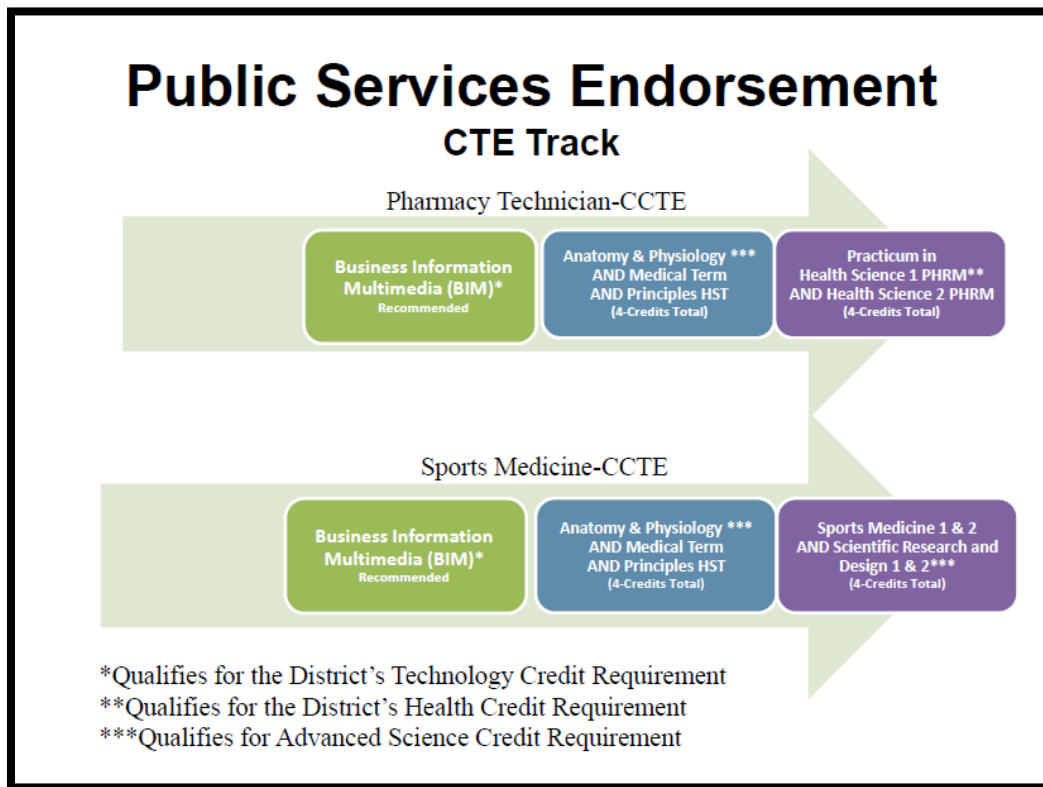 Public Services Endorsement
CTE Track
Pharmacy Technician-CCTE
Business Information
Multimedia (BIM)*
Recommended
Anatomy & Physiology ***
AND Medical Term
AND Principles HST
(4-Credits Total)
Practicum in
Health Science 1 PHRM**
AND Health Science 2 PHRM
(4-Credits Total)
Sports Medicine-CCTE
Business Information
Multimedia (BIM)*
Recommended
Anatomy & Physiology ***
AND Medical Term
AND Principles HST
(4-Credits Total)
Sports Medicine 1 & 2
AND Scientific Research and
Design 1 & 2***
(4-Credits Total)
*Qualifies for the District's Technology Credit Requirement
**Qualifies for the District's Health Credit Requirement
***Qualifies for Advanced Science Credit Requirement